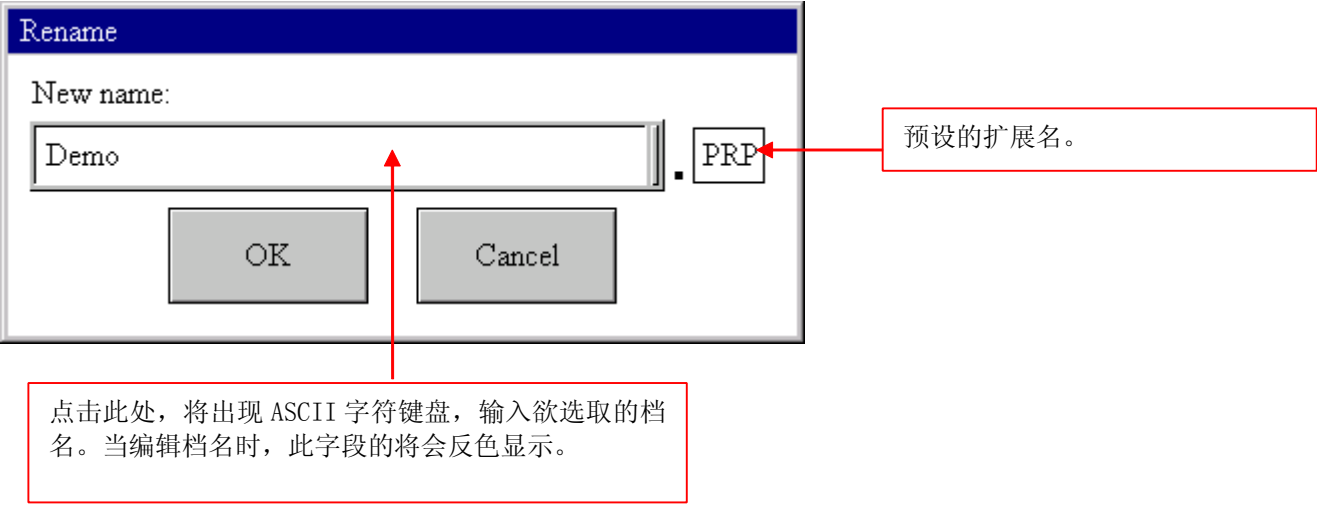 Rename
New name:
Demo
.PRP
预设的扩展名。
OK
Cancel
点击此处，将出现 ASCII 字符键盘，输入欲选取的档
名。当编辑档名时，此字段的将会反色显示。